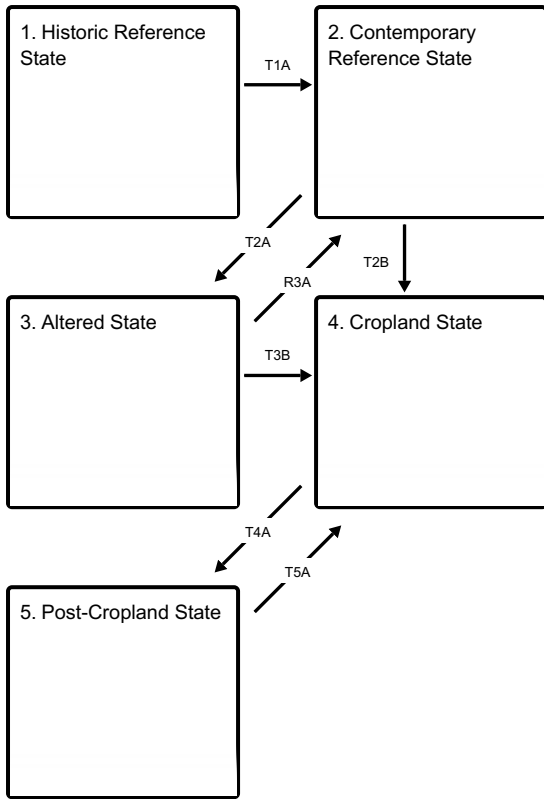 1. Historic Reference
State
T1A
2. Contemporary
Reference State
T2A
R3A
T2B
3. Altered State
T3B
4. Cropland State
T4A
T5A
5. Post-Cropland State